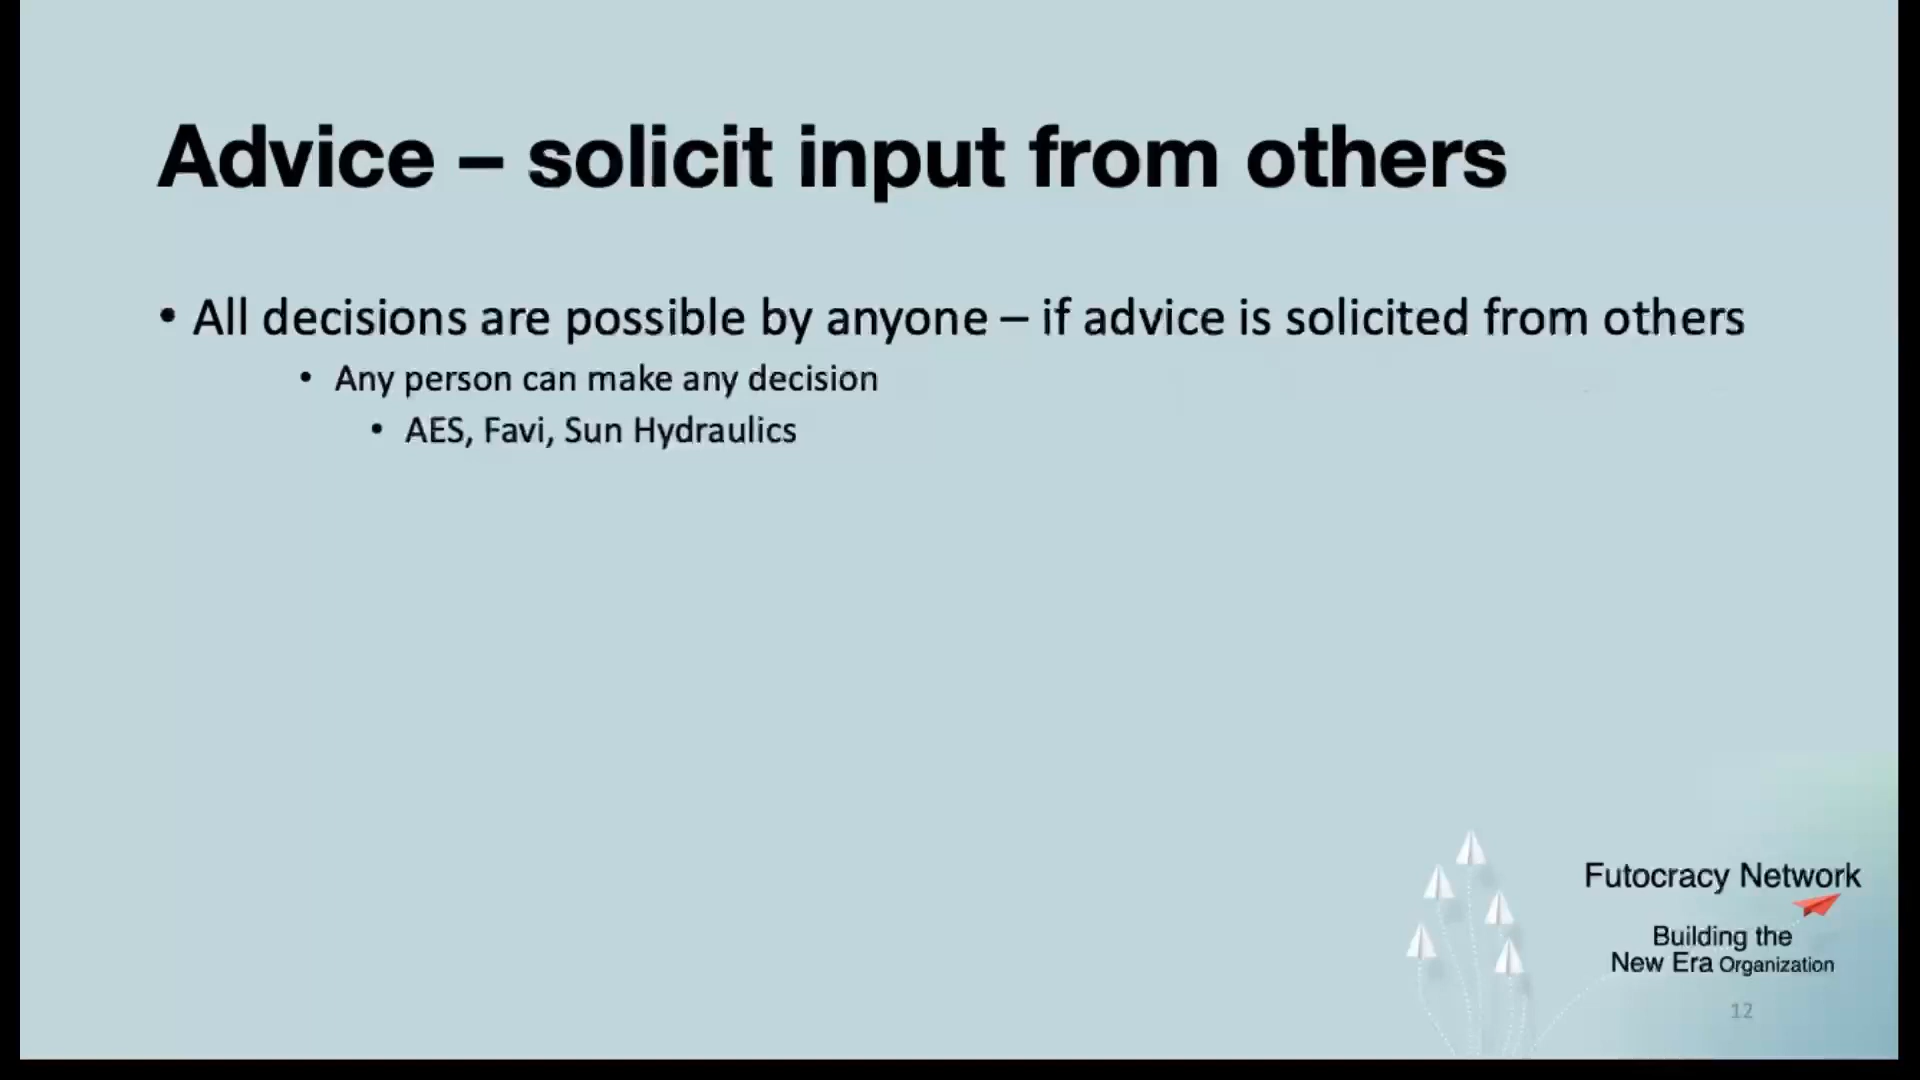 Advice – solicit input from others
• All decisions are possible by anyone – if advice is solicited from others
• Any person can make any decision
• AES, Favi, Sun Hydraulics
Futocracy Network
Building the
New Era Organization
12